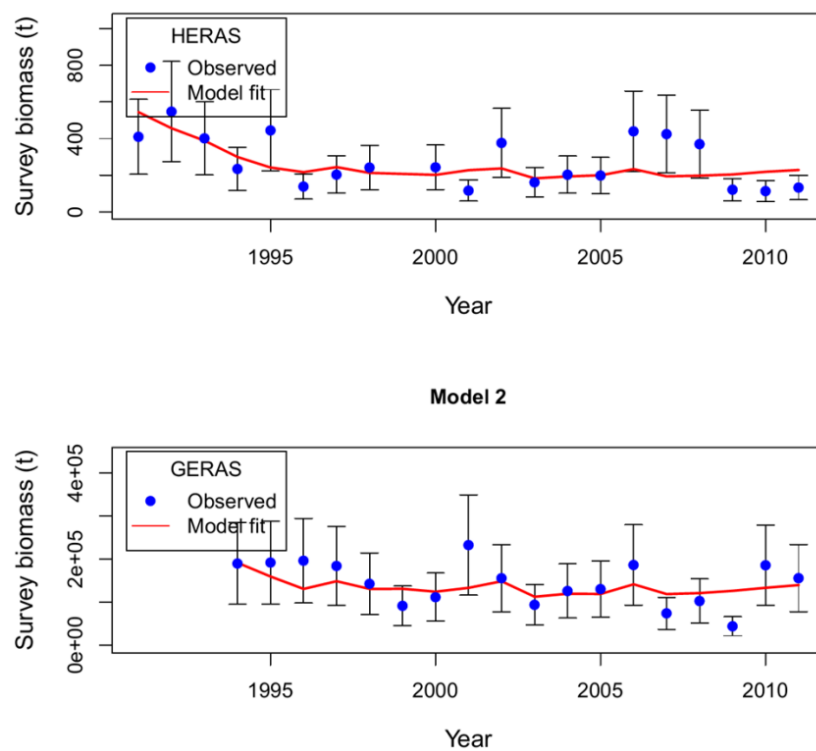 HERAS
Observed
Model fit
Survey biomass (t)
0
400
800
1995
2000
2005
2010
Year
Model 2
GERAS
Observed
Model fit
Survey biomass (t)
0e+00
2e+05
4e+05
1995
2000
2005
2010
Year